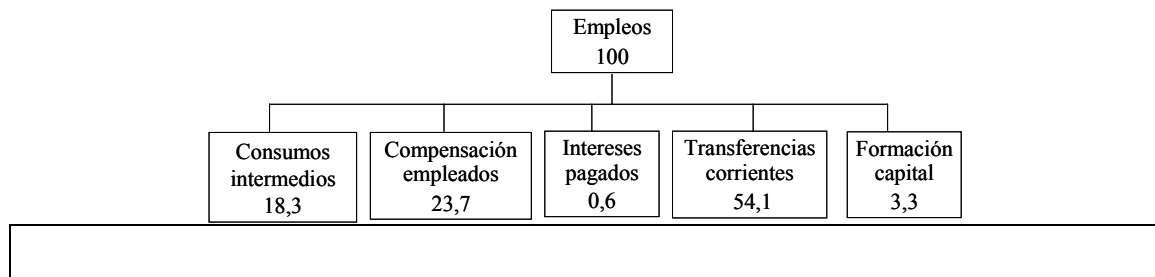 Empleos
100
Consumos
intermedios
18,3
Compensación
empleados
23,7
Intereses
pagados
0,6
Transferencias
corrientes
54,1
Formación
capital
3,3